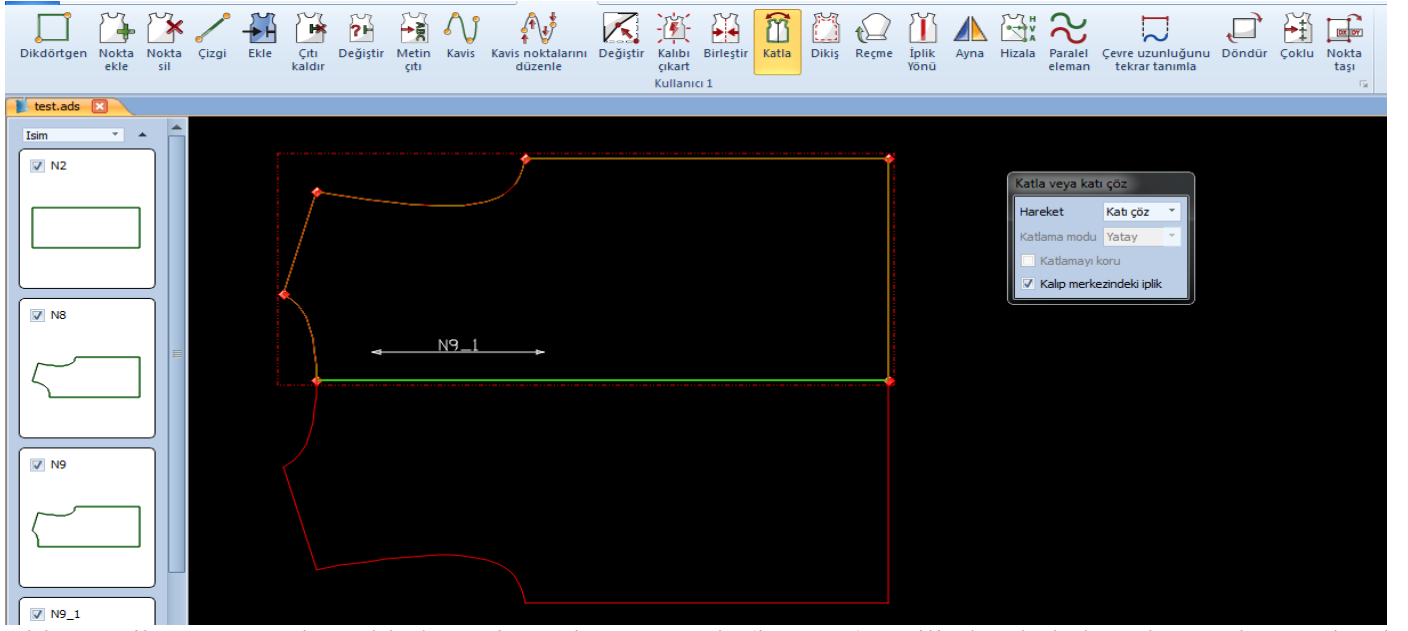 Dikdörtgen Nokta ekle Nokta sil Çizgi Ekle Çıtı kaldır Değiştir Metin çıtı Kavis Kavis noktalarını düzenle Değiştir Kalıbı çıkart Birleştir Katla Dikiş Reçme İplik Yönü Ayna Hizala Paralel eleman Çevre uzunluğunu tekrar tanımla Döndür Çoklu Nokta taşı
Kullanıcı 1
test.ads
Isim
N2
N8
N9
N9_1
N9_1
Katla veya katı çöz
Hareket Katı çöz
Katlama modu Yatay
Katlamayı koru
Kalıp merkezindeki iplik